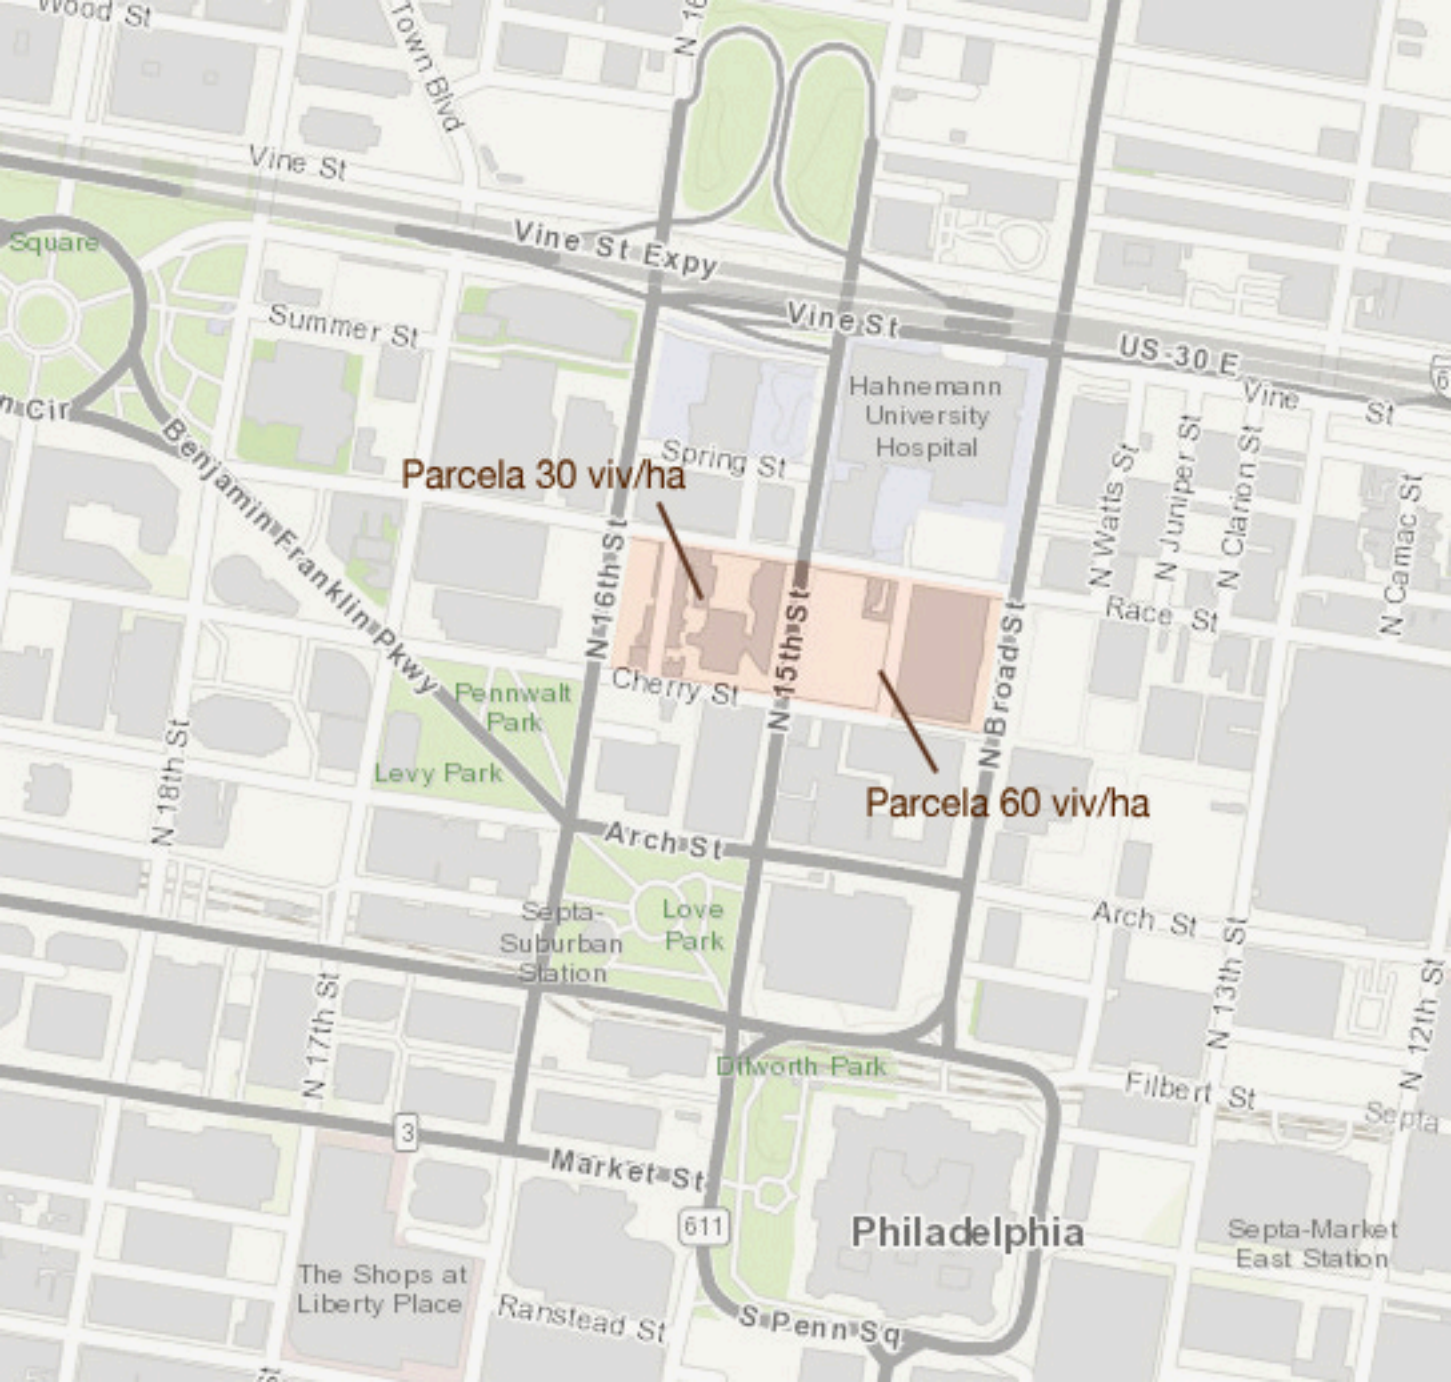 Wood St
N 16
Town Blvd
Vine St
Square
Vine St Expy
Vine St
US-30 E
Vine
St
Summer St
n Cir
Hahnemann
University
Hospital
Spring St
Parcela 30 viv/ha
Benjamin Franklin Pkwy
N 16th St
N 15th St
N Broad St
N Watts St
N Juniper St
N Clarion St
N Camac St
Race St
Cherry St
Pennwalt
Park
Levy Park
N 18th St
Parcela 60 viv/ha
Arch St
Arch St
Love
Park
Septa-
Suburban
Station
N 17th St
N 13th St
N 12th St
Dilworth Park
Filbert St
Septa
3
Market St
611
Philadelphia
Septa-Market
East Station
The Shops at
Liberty Place
Ranstead St
S Penn Sq